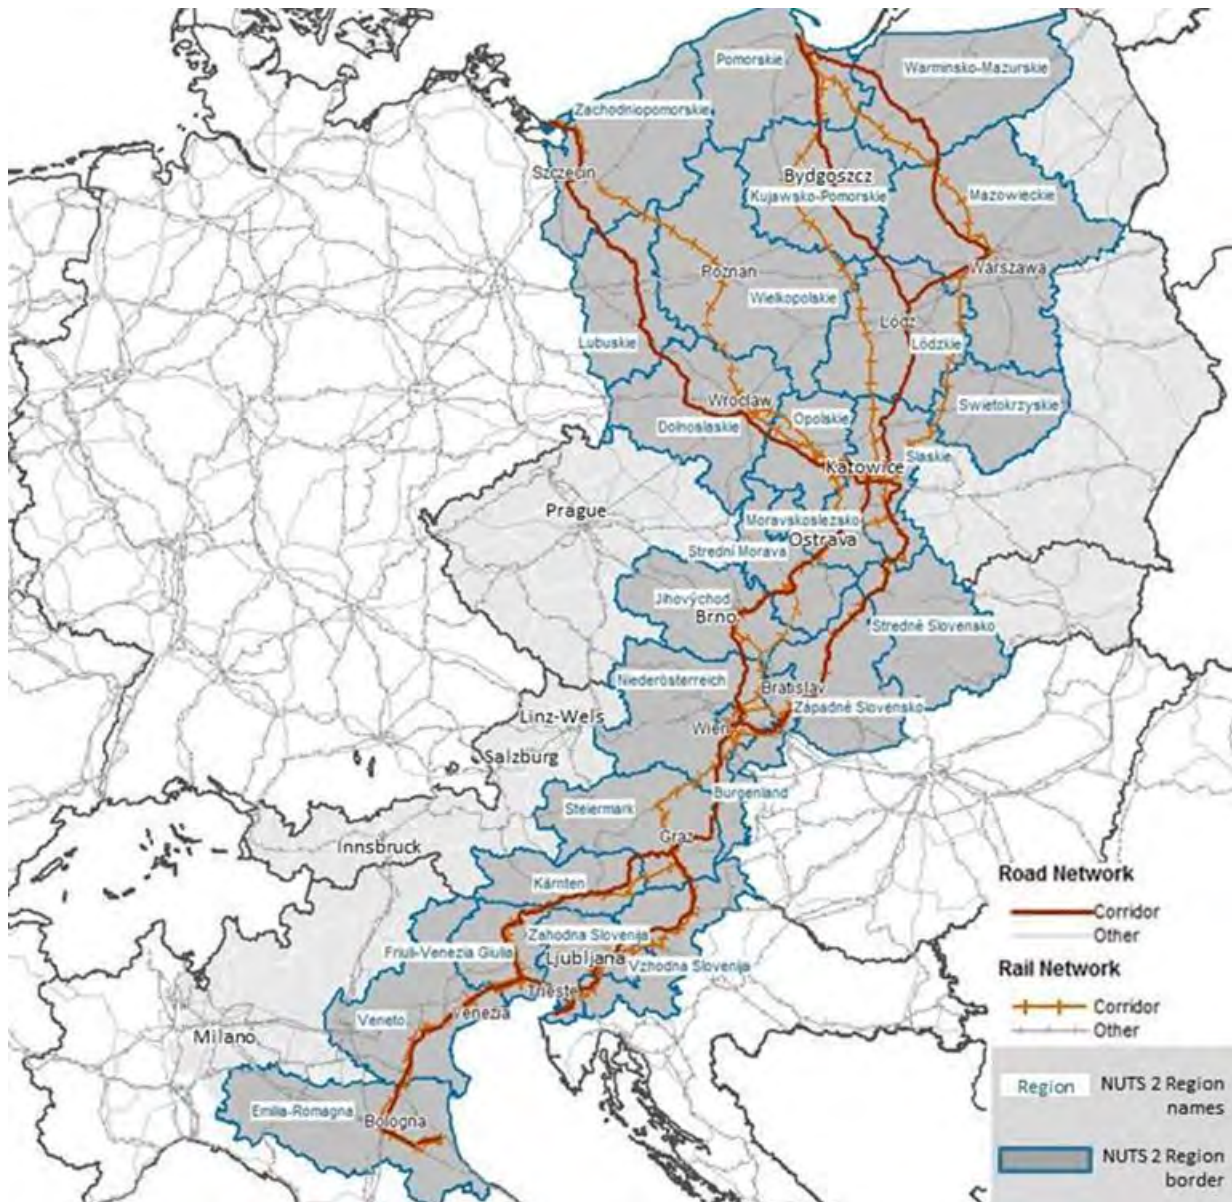 Pomorskie
Warminsko-Mazurskie
Zachodniopomorskie
Szczecin
Bydgoszcz
Kujawsko-Pomorskie
Mazowieckie
Poznan
Warszawa
Wielkopolskie
Lódz
Lubuskie
Lódzkie
Wroclaw
Swietokrzyskie
Opolskie
Dolnoslaskie
Slaskie
Katowice
Prague
Moravskoslezsko
Ostrava
Strední Morava
Jihovýchod
Brno
Stredné Slovensko
Niederösterreich
Bratislav
Západné Slovensko
Linz-Wels
Wien
Salzburg
Burgenland
Steiermark
Graz
Innsbruck
Kärnten
Road Network
Corridor
Other
Zahodna Slovenija
Friuli-Venezia Giulia
Ljubljana
Vzhodna Slovenija
Rail Network
Trieste
Corridor
Venezia
Veneto
Other
Milano
Region NUTS 2 Region
names
Emilia-Romagna
Bologna
NUTS 2 Region
border